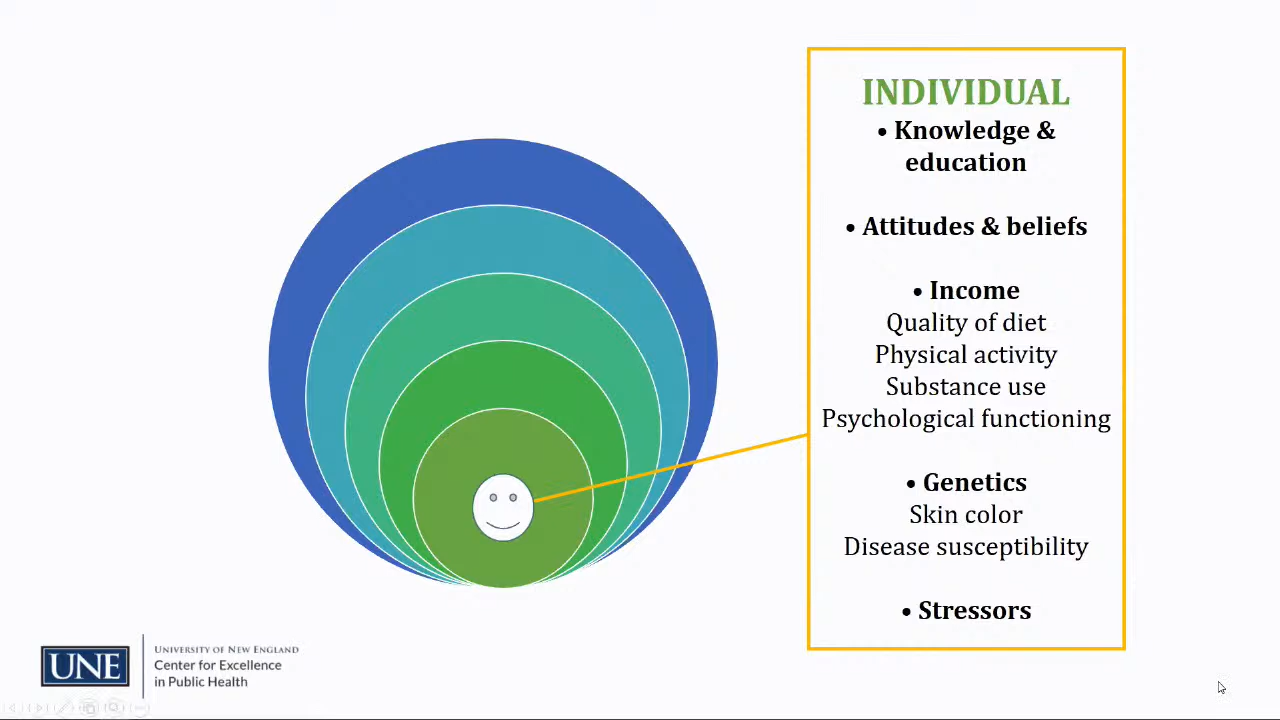 INDIVIDUAL
• Knowledge &
education
• Attitudes & beliefs
• Income
Quality of diet
Physical activity
Substance use
Psychological functioning
• Genetics
Skin color
Disease susceptibility
• Stressors
UNE
UNIVERSITY OF NEW ENGLAND
Center for Excellence
in Public Health